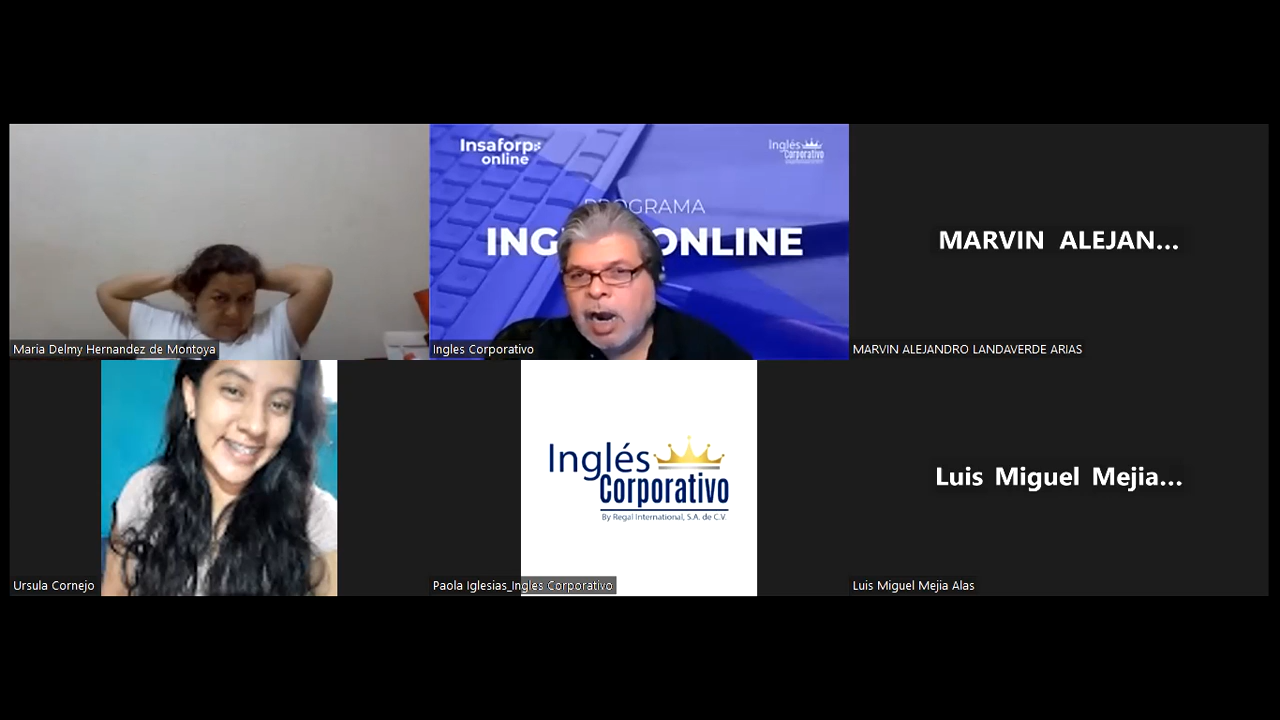 Insaforp
online
Inglés
Corporativo
PROGRAMA
ING ONLINE
MARVIN ALEJAN...
Maria Delmy Hernandez de Montoya
Ingles Corporativo
MARVIN ALEJANDRO LANDAVERDE ARIAS
Inglés
Corporativo
By Regal International, S.A. de C.V.
Luis Miguel Mejia...
Ursula Cornejo
Paola Iglesias_Ingles Corporativo
Luis Miguel Mejia Alas